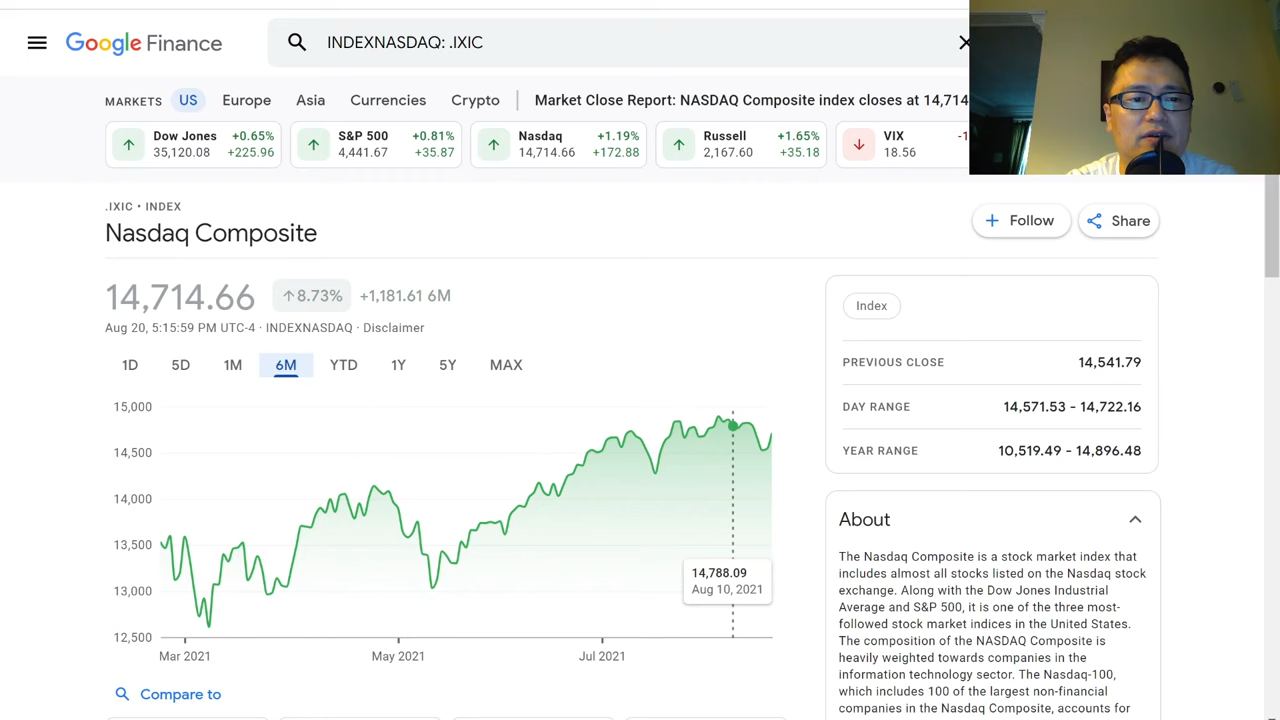 Google Finance
INDEXNASDAQ: .IXIC
MARKETS US Europe Asia Currencies Crypto Market Close Report: NASDAQ Composite index closes at 14,714
Dow Jones +0.65%
35,120.08 +225.96
S&P 500 +0.81%
4,441.67 +35.87
Nasdaq +1.19%
14,714.66 +172.88
Russell +1.65%
2,167.60 +35.18
VIX -1
18.56
.IXIC • INDEX
Nasdaq Composite
Follow
Share
14,714.66 ↑8.73% +1,181.61 6M
Aug 20, 5:15:59 PM UTC-4 · INDEXNASDAQ · Disclaimer
1D 5D 1M 6M YTD 1Y 5Y MAX
15,000
14,500
14,000
13,500
13,000
12,500
14,788.09
Aug 10, 2021
Mar 2021 May 2021 Jul 2021
Compare to
Index
PREVIOUS CLOSE 14,541.79
DAY RANGE 14,571.53 - 14,722.16
YEAR RANGE 10,519.49 - 14,896.48
About
The Nasdaq Composite is a stock market index that
includes almost all stocks listed on the Nasdaq stock
exchange. Along with the Dow Jones Industrial
Average and S&P 500, it is one of the three most-
followed stock market indices in the United States.
The composition of the NASDAQ Composite is
heavily weighted towards companies in the
information technology sector. The Nasdaq-100,
which includes 100 of the largest non-financial
companies in the Nasdaq Composite, accounts for